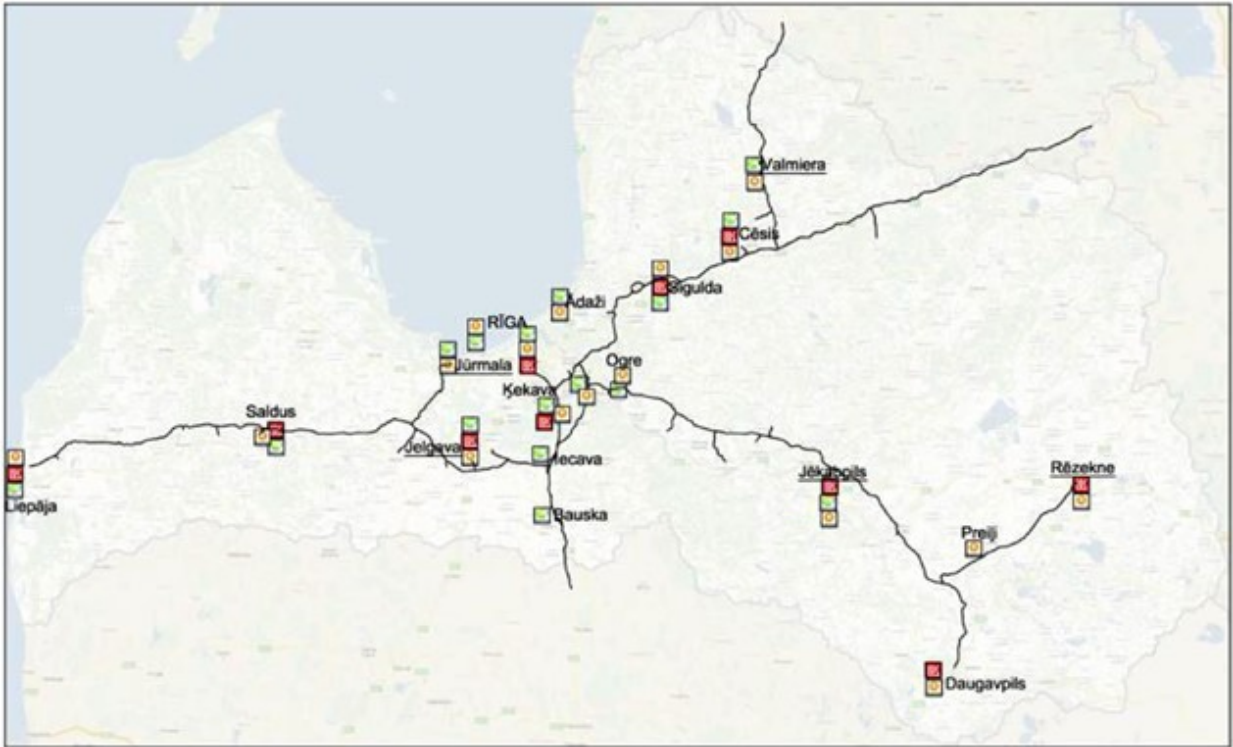 Valmiera
Cēsis
Sigulda
Ādaži
RĪGA
Jūrmala
Ogre
Ķekava
Saldus
Jelgava
Iecava
Jēkabpils
Rēzekne
Liepāja
Bauska
Preiļi
Daugavpils